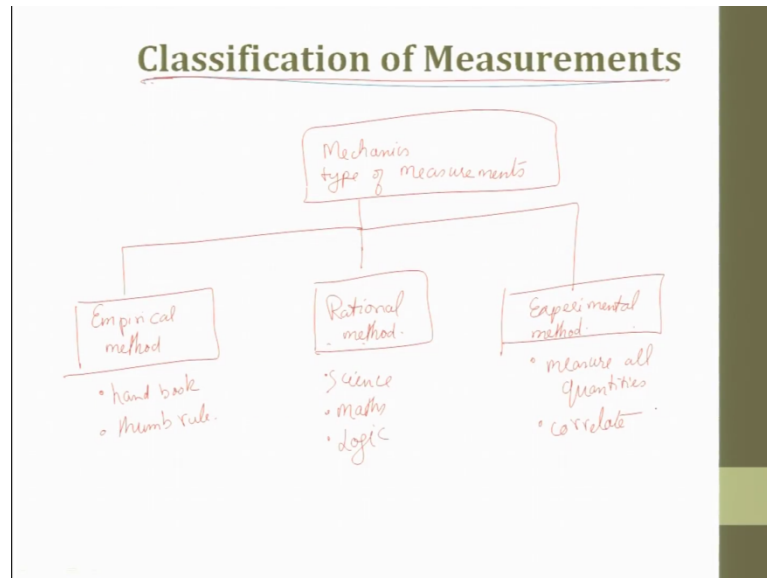 Classification of Measurements
Mechanics
type of measurements
Empirical
method
• hand book
• thumb rule.
Rational
method.
• Science
• maths
• Logic
Experimental
method.
• measure all
quantities
• correlate